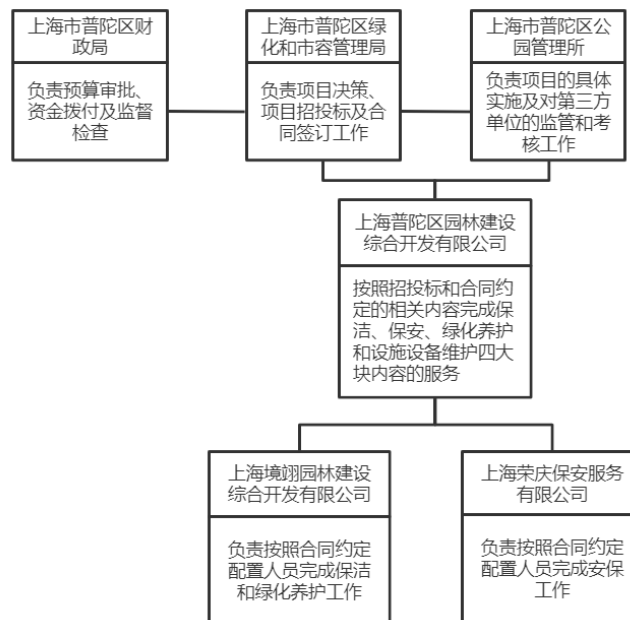 上海市普陀区财
政局
负责预算审批、
资金拨付及监督
检查
上海市普陀区绿
化和市容管理局
负责项目决策、
项目招投标及合
同签订工作
上海市普陀区公
园管理所
负责项目的具体
实施及对第三方
单位的监管和考
核工作
上海普陀区园林建设
综合开发有限公司
按照招投标和合同约
定的相关内容完成保
洁、保安、绿化养护
和设施设备维护四大
块内容的服务
上海境翊园林建设
综合开发有限公司
负责按照合同约定
配置人员完成保洁
和绿化养护工作
上海荣庆保安服务
有限公司
负责按照合同约定
配置人员完成安保
工作